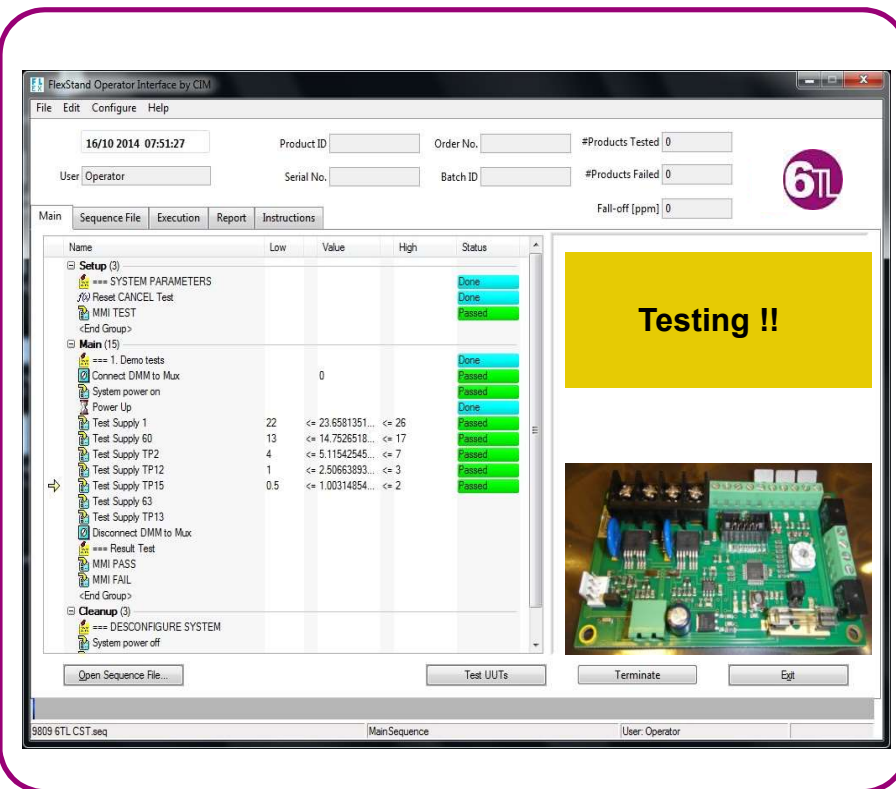 FlexStand Operator Interface by CIM
File Edit Configure Help
16/10 2014 07:51:27 Product ID Order No. #Products Tested 0
User Operator Serial No. Batch ID #Products Failed 0
Fall-off [ppm] 0
6TL
Main Sequence File Execution Report Instructions
Name Low Value High Status
Setup (3)
=== SYSTEM PARAMETERS Done
f(x) Reset CANCEL Test Done
MMI TEST Passed
<End Group>
Main (15)
=== 1. Demo tests Done
Connect DMM to Mux 0 Passed
System power on Passed
Power Up Done
Test Supply 1 22 <= 23.6581351... <= 26 Passed
Test Supply 60 13 <= 14.7526518... <= 17 Passed
Test Supply TP2 4 <= 5.11542545... <= 7 Passed
Test Supply TP12 1 <= 2.50663893... <= 3 Passed
Test Supply TP15 0.5 <= 1.00314854... <= 2 Passed
Test Supply 63
Test Supply TP13
Disconnect DMM to Mux
=== Result Test
MMI PASS
MMI FAIL
<End Group>
Cleanup (3)
=== DESCONFIGURE SYSTEM
System power off
Testing !!
Open Sequence File... Test UUTs Terminate Exit
9809 6TL CST.seq MainSequence User: Operator